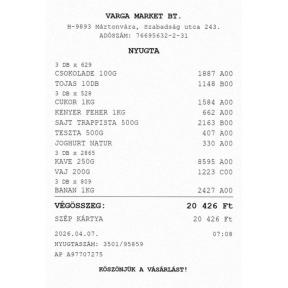 VARGA MARKET BT.
H-9893 Mártonvára, Szabadság utca 243.
ADÓSZÁM: 76695632-2-31
NYUGTA
3 DB x 629
CSOKOLADE 100G 1887 A00
TOJAS 10DB 1148 B00
3 DB x 528
CUKOR 1KG 1584 A00
KENYER FEHER 1KG 662 A00
SAJT TRAPPISTA 500G 2163 B00
TESZTA 500G 407 A00
JOGHURT NATUR 330 A00
3 DB x 2865
KAVE 250G 8595 A00
VAJ 200G 1223 C00
3 DB x 809
BANAN 1KG 2427 A00
VÉGÖSSZEG: 20 426 Ft
SZÉP KÁRTYA 20 426 Ft
2026.04.07. 07:08
NYUGTASZÁM: 3501/95859
AP A97707275
KÖSZÖNJÜK A VÁSÁRLÁST!